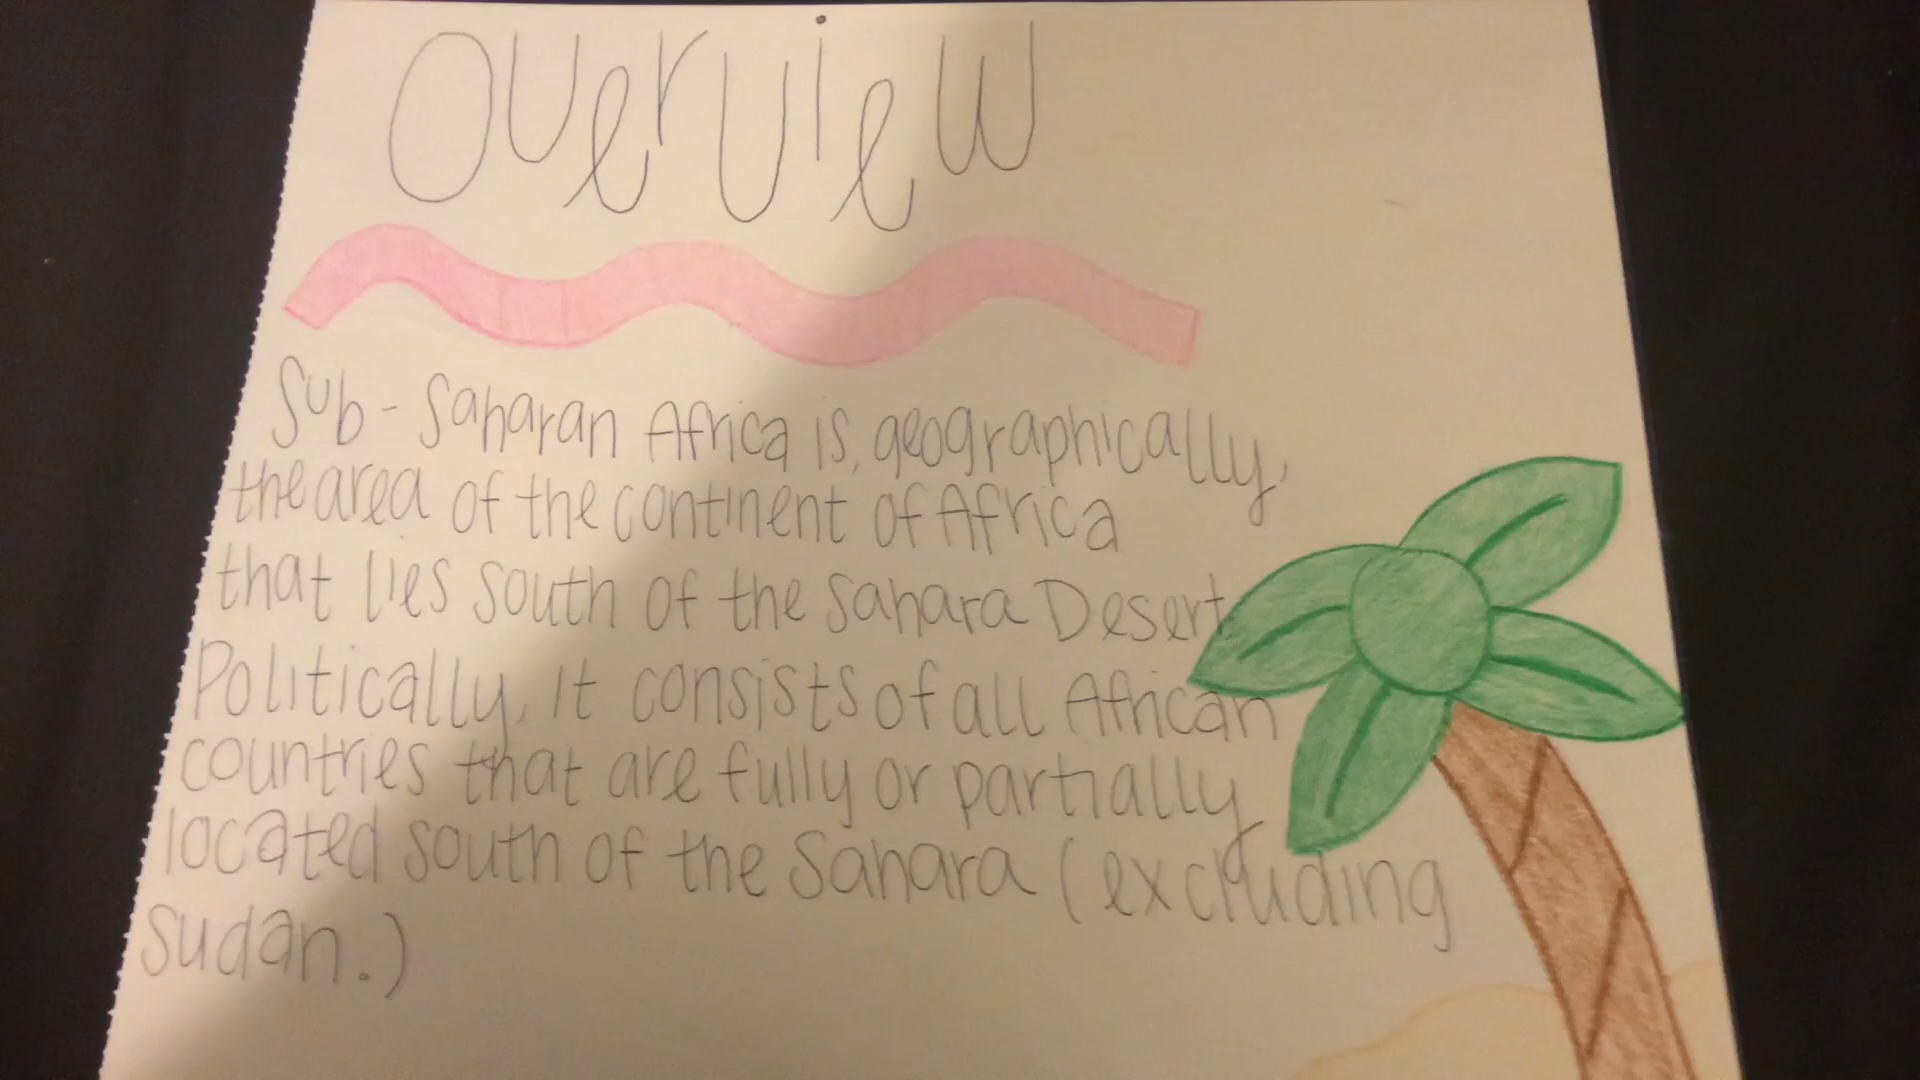 Overview
Sub-Saharan Africa is, geographically,
the area of the continent of Africa
that lies south of the Sahara Desert.
Politically, it consists of all African
countries that are fully or partially
located south of the Sahara (excluding
Sudan.)